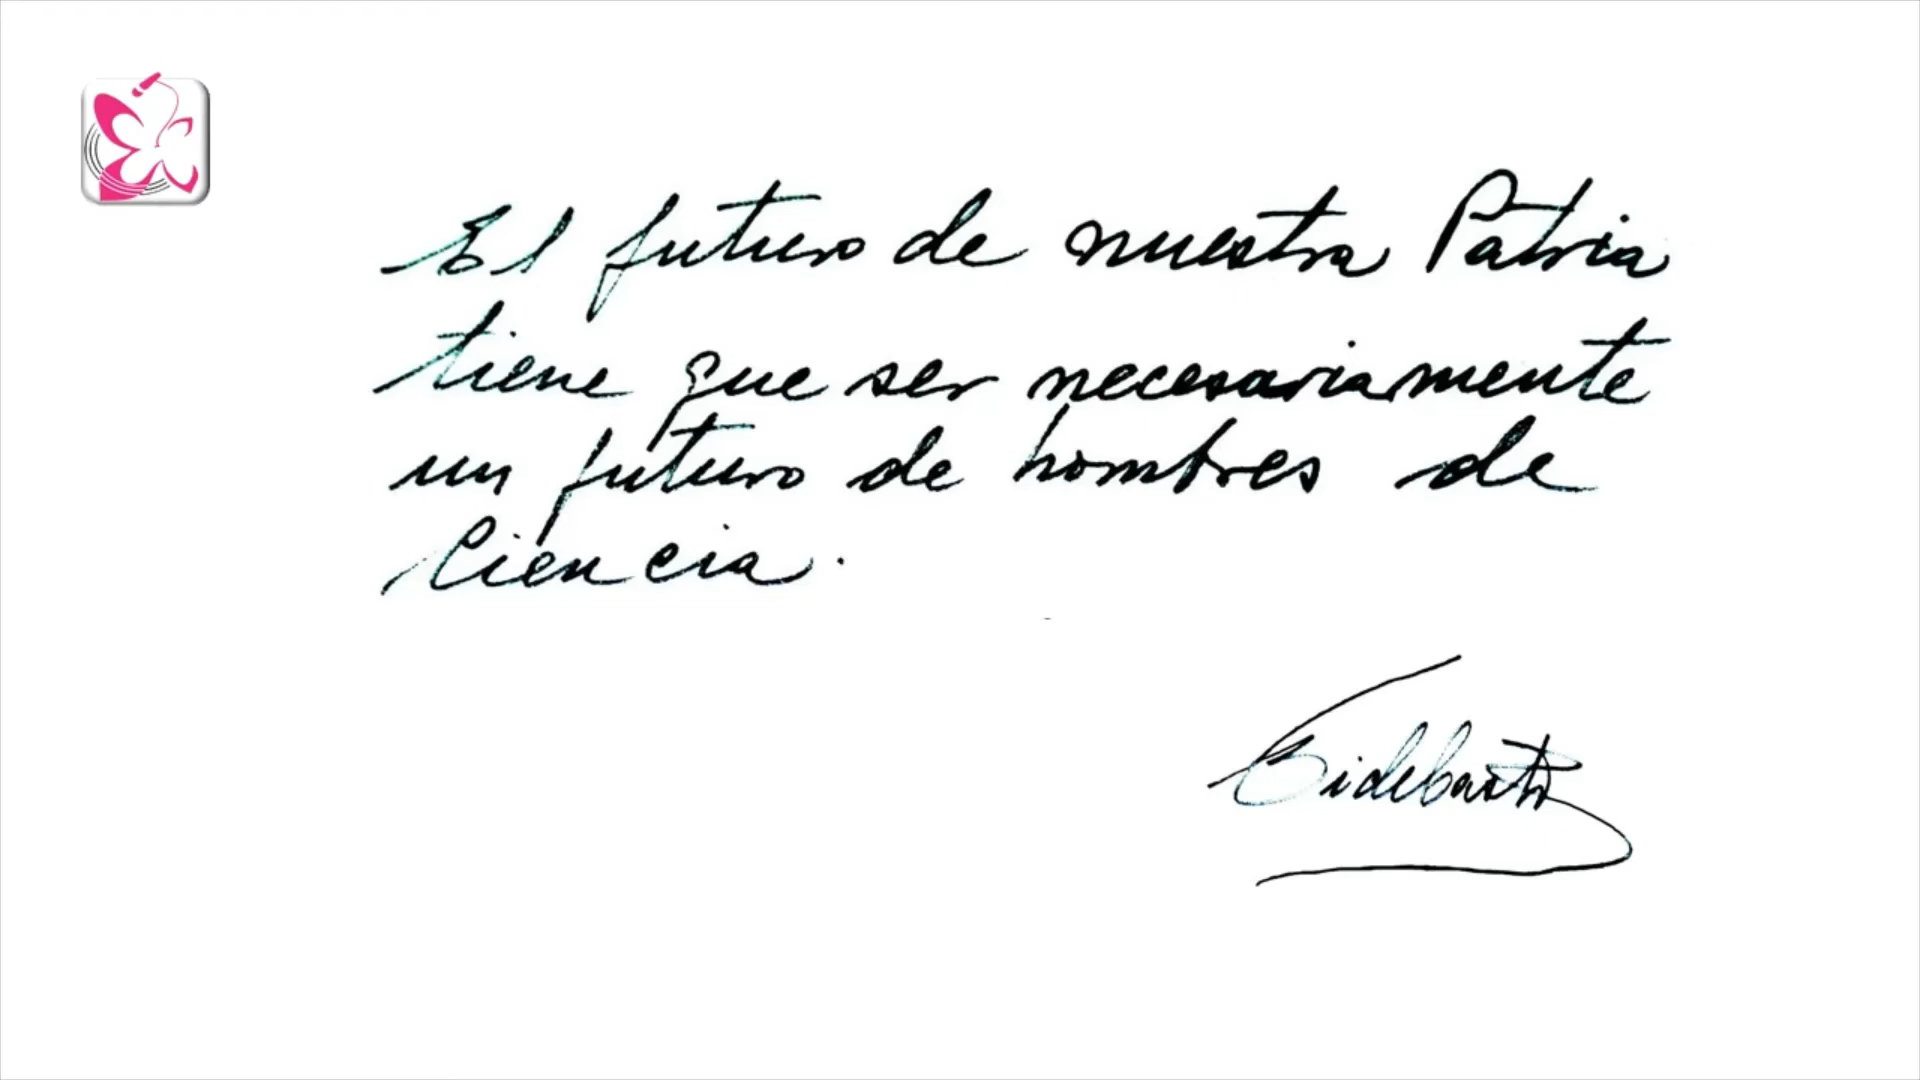 El futuro de nuestra Patria
tiene que ser necesariamente
un futuro de hombres de
Ciencia.